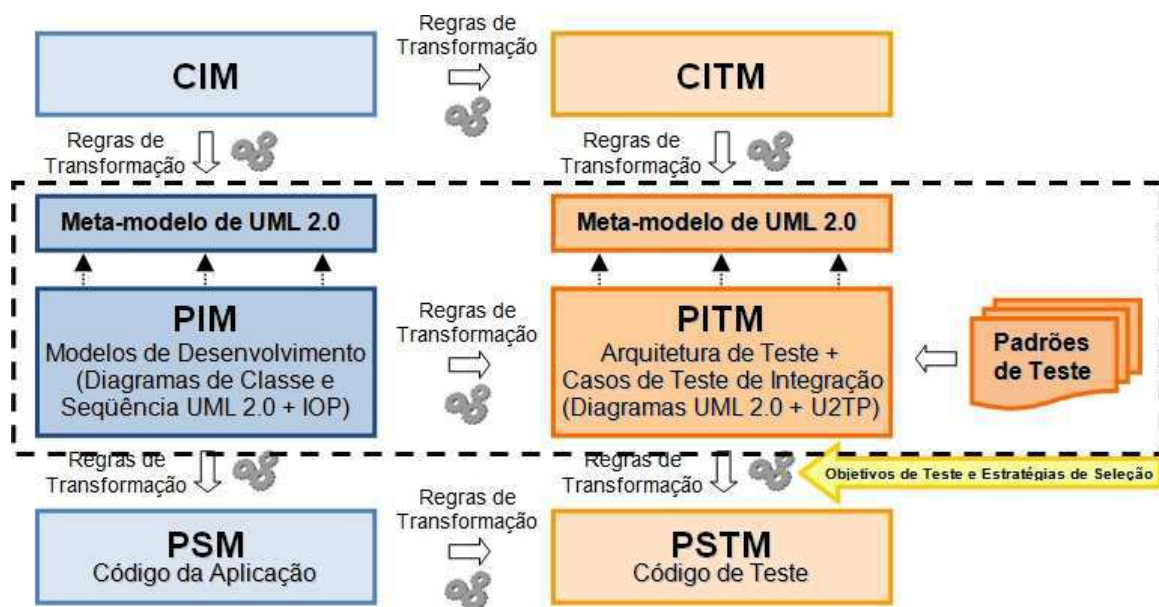 CIM
Regras de
Transformação
CITM
Regras de
Transformação
Regras de
Transformação
Meta-modelo de UML 2.0
Meta-modelo de UML 2.0
PIM
Modelos de Desenvolvimento
(Diagramas de Classe e
Seqüência UML 2.0 + IOP)
Regras de
Transformação
PITM
Arquitetura de Teste +
Casos de Teste de Integração
(Diagramas UML 2.0 + U2TP)
Padrões
de Teste
Regras de
Transformação
Regras de
Transformação
Objetivos de Teste e Estratégias de Seleção
PSM
Código da Aplicação
Regras de
Transformação
PSTM
Código de Teste